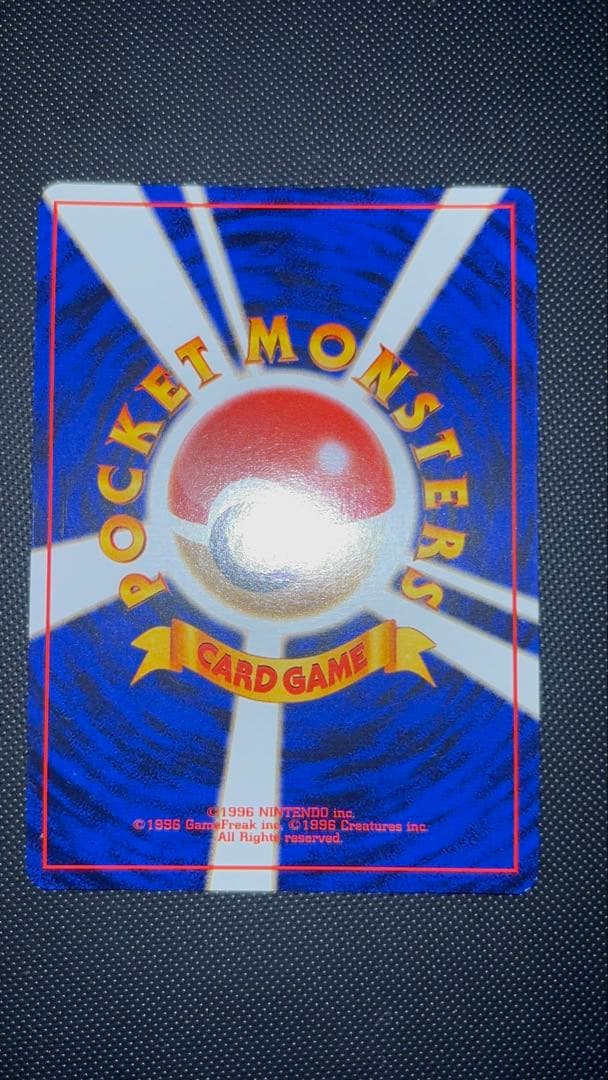 POCKET MONSTERS
CARD GAME
©1996 NINTENDO inc.
©1996 GameFreak inc. ©1996 Creatures inc.
All Rights reserved.